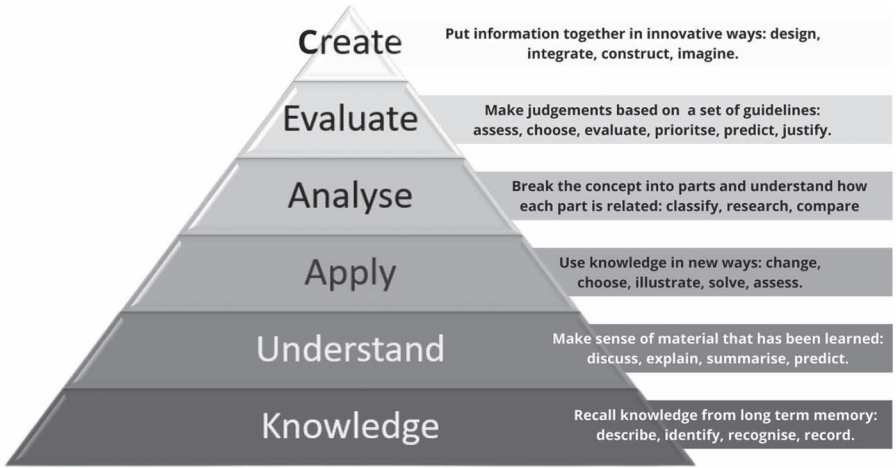 Create
Put information together in innovative ways: design,
integrate, construct, imagine.
Evaluate
Make judgements based on a set of guidelines:
assess, choose, evaluate, prioritse, predict, justify.
Analyse
Break the concept into parts and understand how
each part is related: classify, research, compare
Apply
Use knowledge in new ways: change,
choose, illustrate, solve, assess.
Understand
Make sense of material that has been learned:
discuss, explain, summarise, predict.
Knowledge
Recall knowledge from long term memory:
describe, identify, recognise, record.